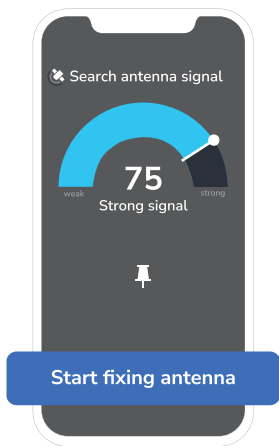 Search antenna signal
75
weak
strong
Strong signal
Start fixing antenna